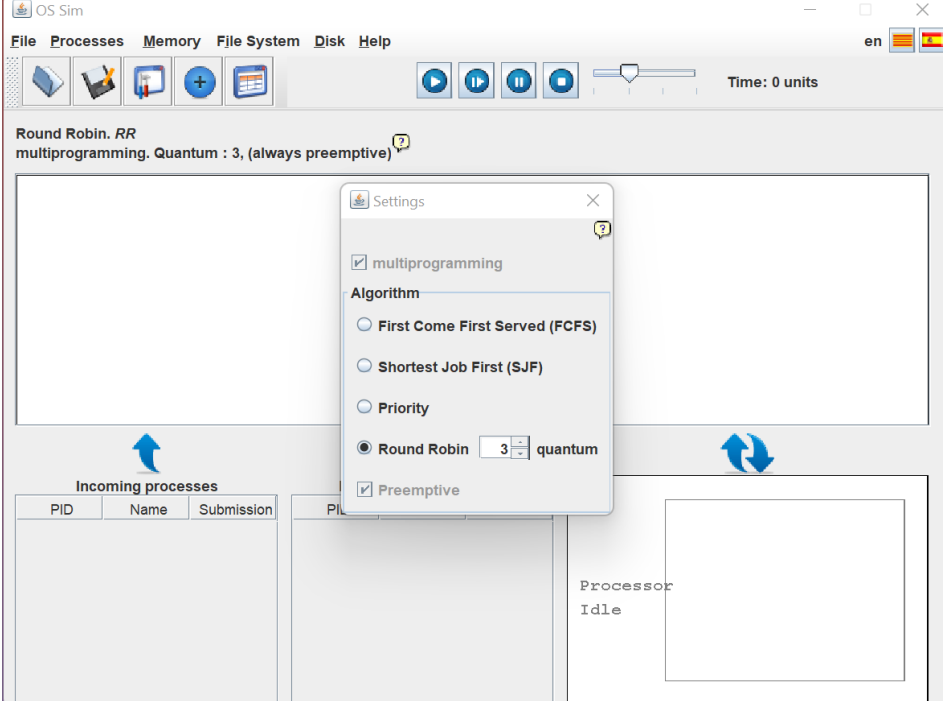 OS Sim
File Processes Memory File System Disk Help en
Time: 0 units
Round Robin. RR
multiprogramming. Quantum : 3, (always preemptive)
Settings
multiprogramming
Algorithm
First Come First Served (FCFS)
Shortest Job First (SJF)
Priority
Round Robin 3 quantum
Preemptive
Incoming processes
PID Name Submission
Processor
Idle